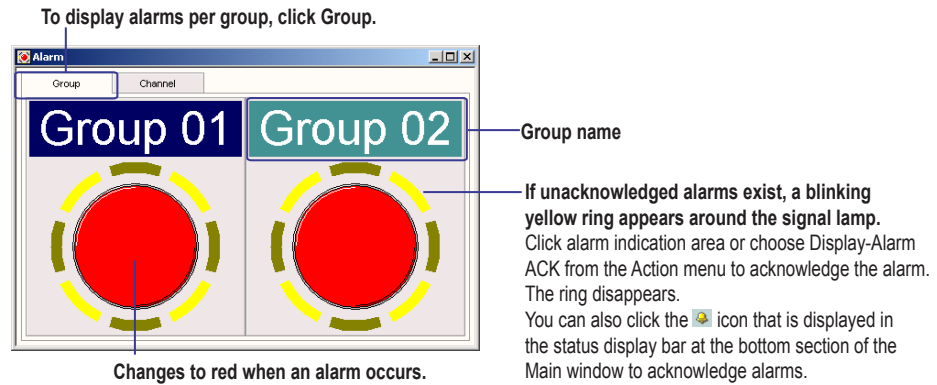 To display alarms per group, click Group.
Alarm
Group
Channel
Group 01
Group 02
Group name
If unacknowledged alarms exist, a blinking
yellow ring appears around the signal lamp.
Click alarm indication area or choose Display-Alarm
ACK from the Action menu to acknowledge the alarm.
The ring disappears.
You can also click the icon that is displayed in
the status display bar at the bottom section of the
Main window to acknowledge alarms.
Changes to red when an alarm occurs.